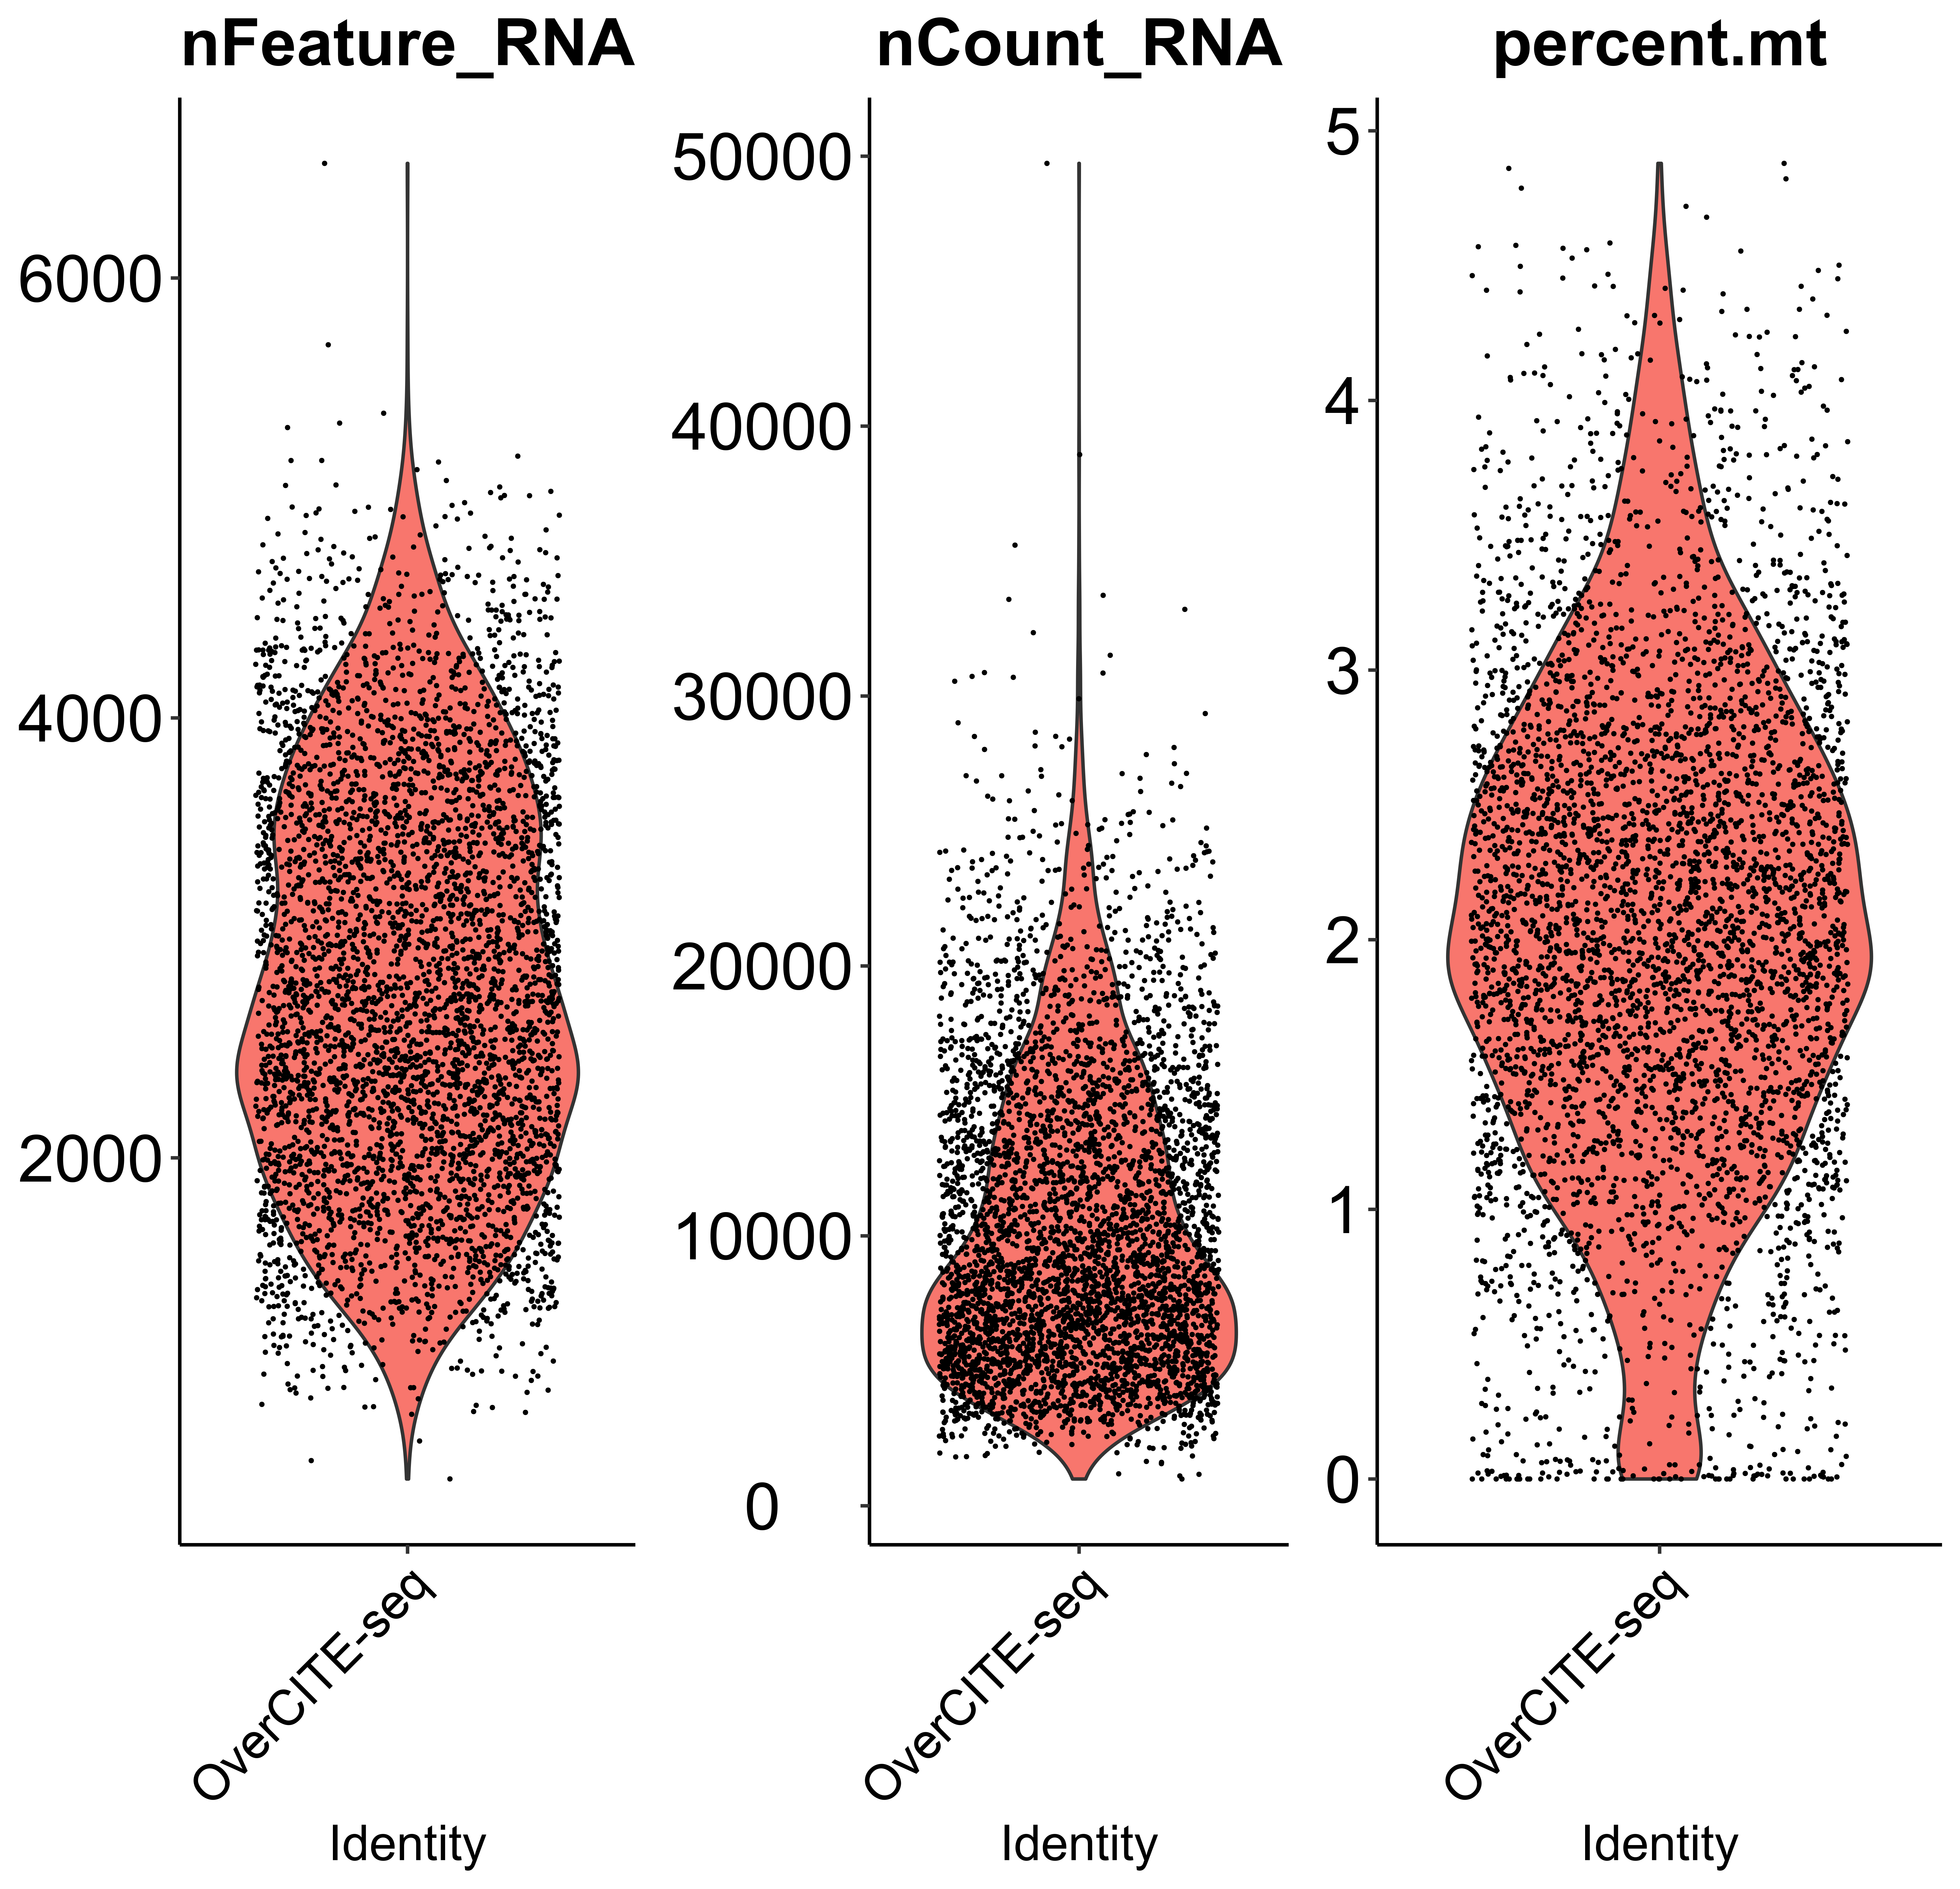 nFeature_RNA
6000
4000
2000
OverCITE-seq
Identity
nCount_RNA
50000
40000
30000
20000
10000
0
OverCITE-seq
Identity
percent.mt
5
4
3
2
1
0
OverCITE-seq
Identity